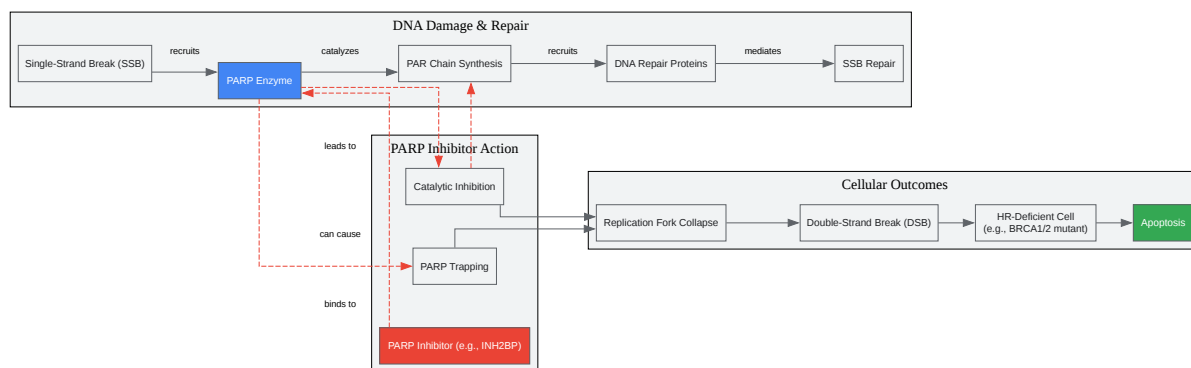 DNA Damage & Repair
Single-Strand Break (SSB)
recruits
PARP Enzyme
catalyzes
PAR Chain Synthesis
recruits
DNA Repair Proteins
mediates
SSB Repair
leads to
PARP Inhibitor Action
Catalytic Inhibition
can cause
PARP Trapping
binds to
PARP Inhibitor (e.g., INH2BP)
Cellular Outcomes
Replication Fork Collapse
Double-Strand Break (DSB)
HR-Deficient Cell
(e.g., BRCA1/2 mutant)
Apoptosis